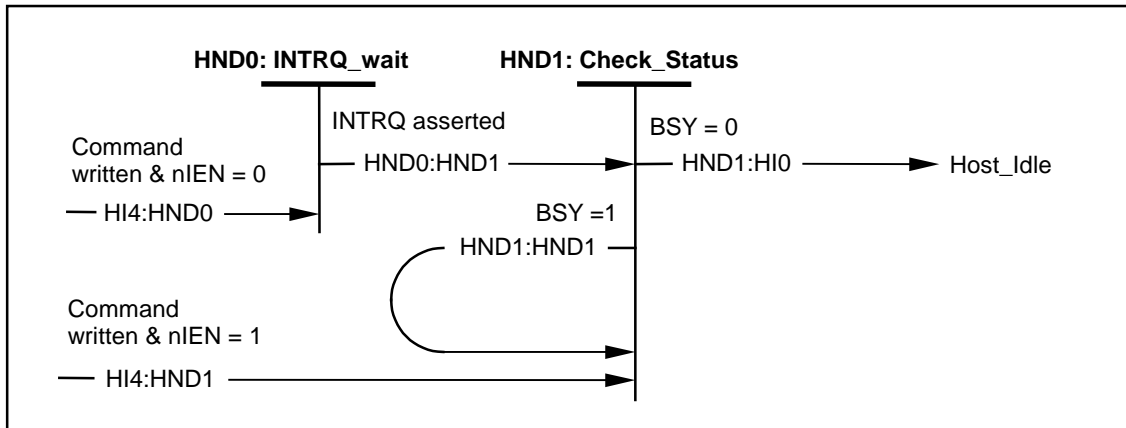 HND0: INTRQ_wait
HND1: Check_Status
INTRQ asserted
BSY = 0
Command
written & nIEN = 0
HND0:HND1
HND1:HI0
Host_Idle
HI4:HND0
BSY =1
HND1:HND1
Command
written & nIEN = 1
HI4:HND1